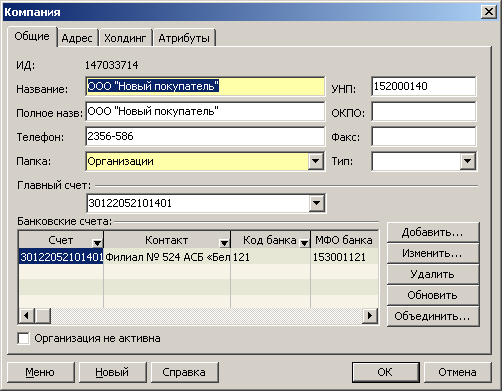 Компания
Общие Адрес Холдинг Атрибуты
ИД: 147033714
Название: ООО "Новый покупатель" УНП: 152000140
Полное назв: ООО "Новый покупатель" ОКПО:
Телефон: 2356-586 Факс:
Папка: Организации Тип:
Главный счет:
30122052101401
Банковские счета:
Счет Контакт Код банка МФО банка
30122052101401 Филиал № 524 АСБ «Бел 121 153001121
Добавить...
Изменить...
Удалить
Обновить
Объединить...
Организация не активна
Меню Новый Справка ОК Отмена